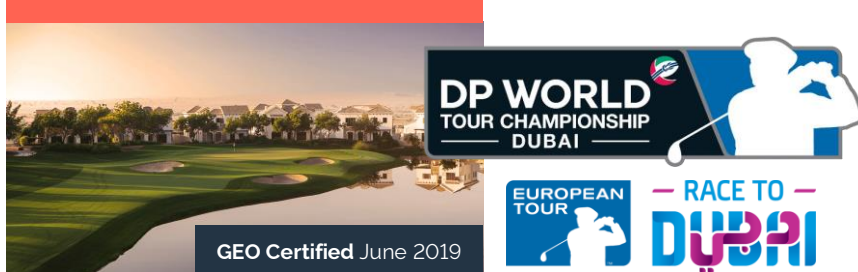 GEO Certified June 2019
DP WORLD
TOUR CHAMPIONSHIP
DUBAI
EUROPEAN
TOUR
RACE TO
DUBAI